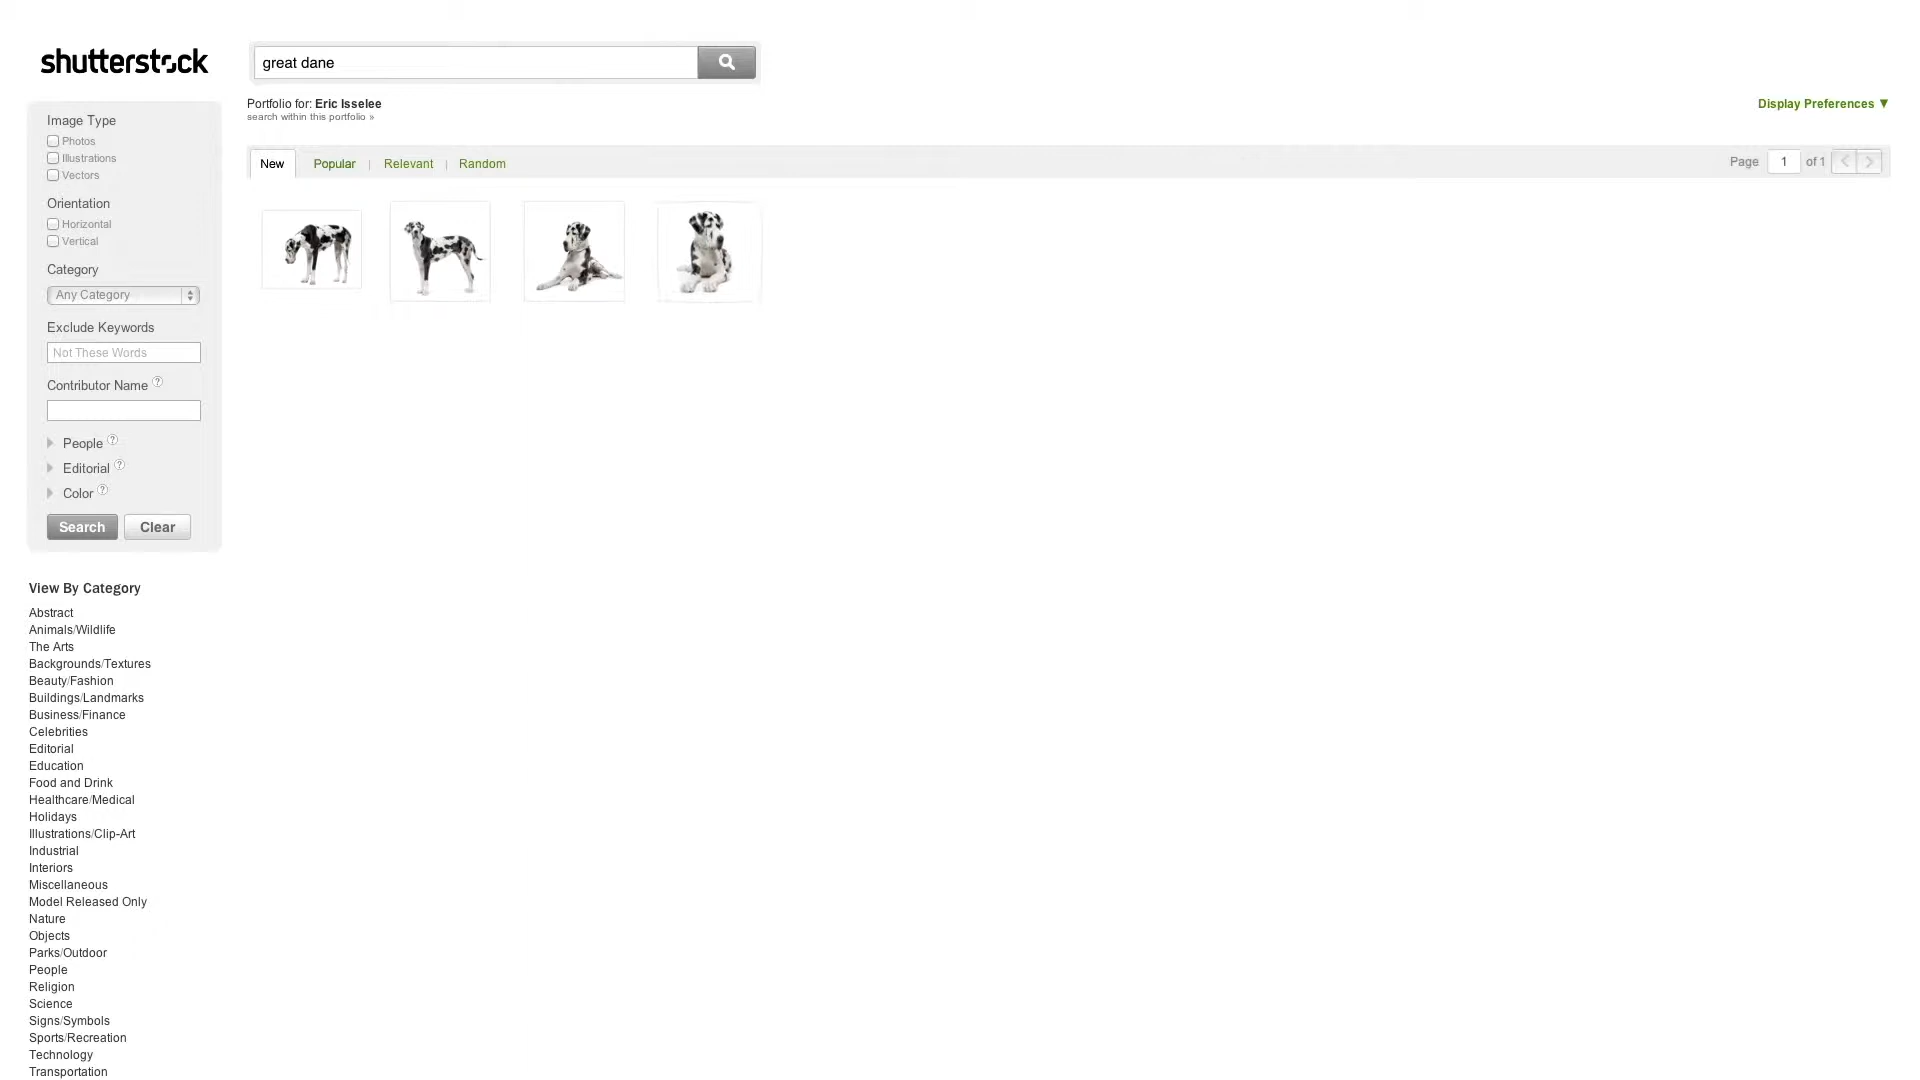 shutterstock
great dane
Portfolio for: Eric Isselee
search within this portfolio »
Display Preferences ▼
New
Popular
Relevant
Random
Page 1 of 1
Image Type
Photos
Illustrations
Vectors
Orientation
Horizontal
Vertical
Category
Any Category
Exclude Keywords
Not These Words
Contributor Name ?
People ?
Editorial ?
Color ?
Search
Clear
View By Category
Abstract
Animals/Wildlife
The Arts
Backgrounds/Textures
Beauty/Fashion
Buildings/Landmarks
Business/Finance
Celebrities
Editorial
Education
Food and Drink
Healthcare/Medical
Holidays
Illustrations/Clip-Art
Industrial
Interiors
Miscellaneous
Model Released Only
Nature
Objects
Parks/Outdoor
People
Religion
Science
Signs/Symbols
Sports/Recreation
Technology
Transportation